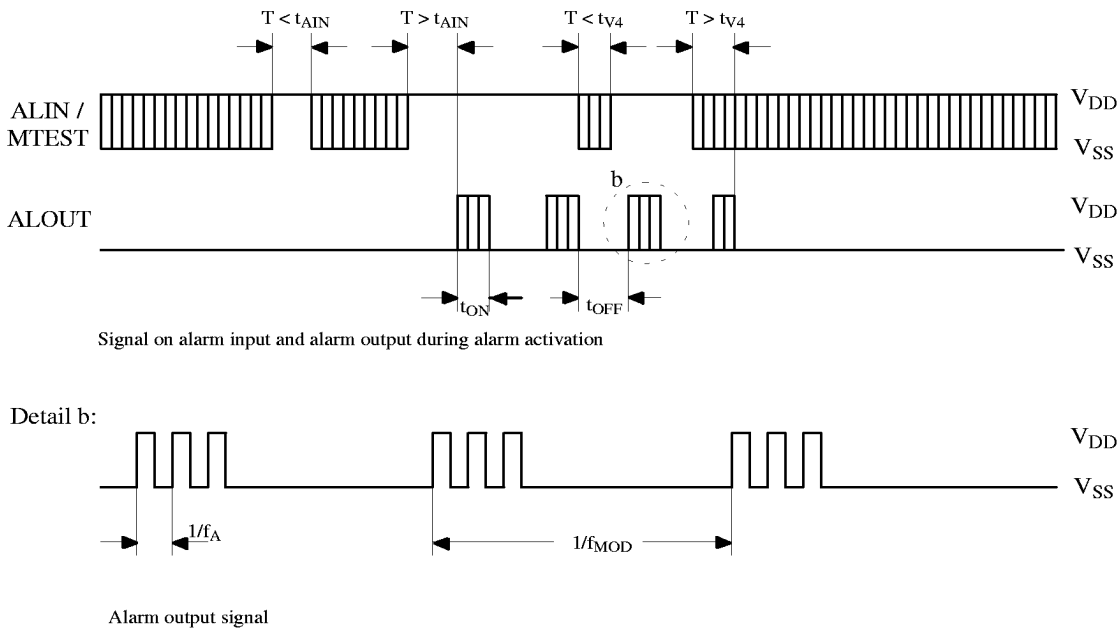 T < tAIN T > tAIN T < tV4 T > tV4
ALIN / MTEST
VDD
VSS
b
ALOUT
VDD
VSS
tON tOFF
Signal on alarm input and alarm output during alarm activation
Detail b:
VDD
VSS
1/fA 1/fMOD
Alarm output signal